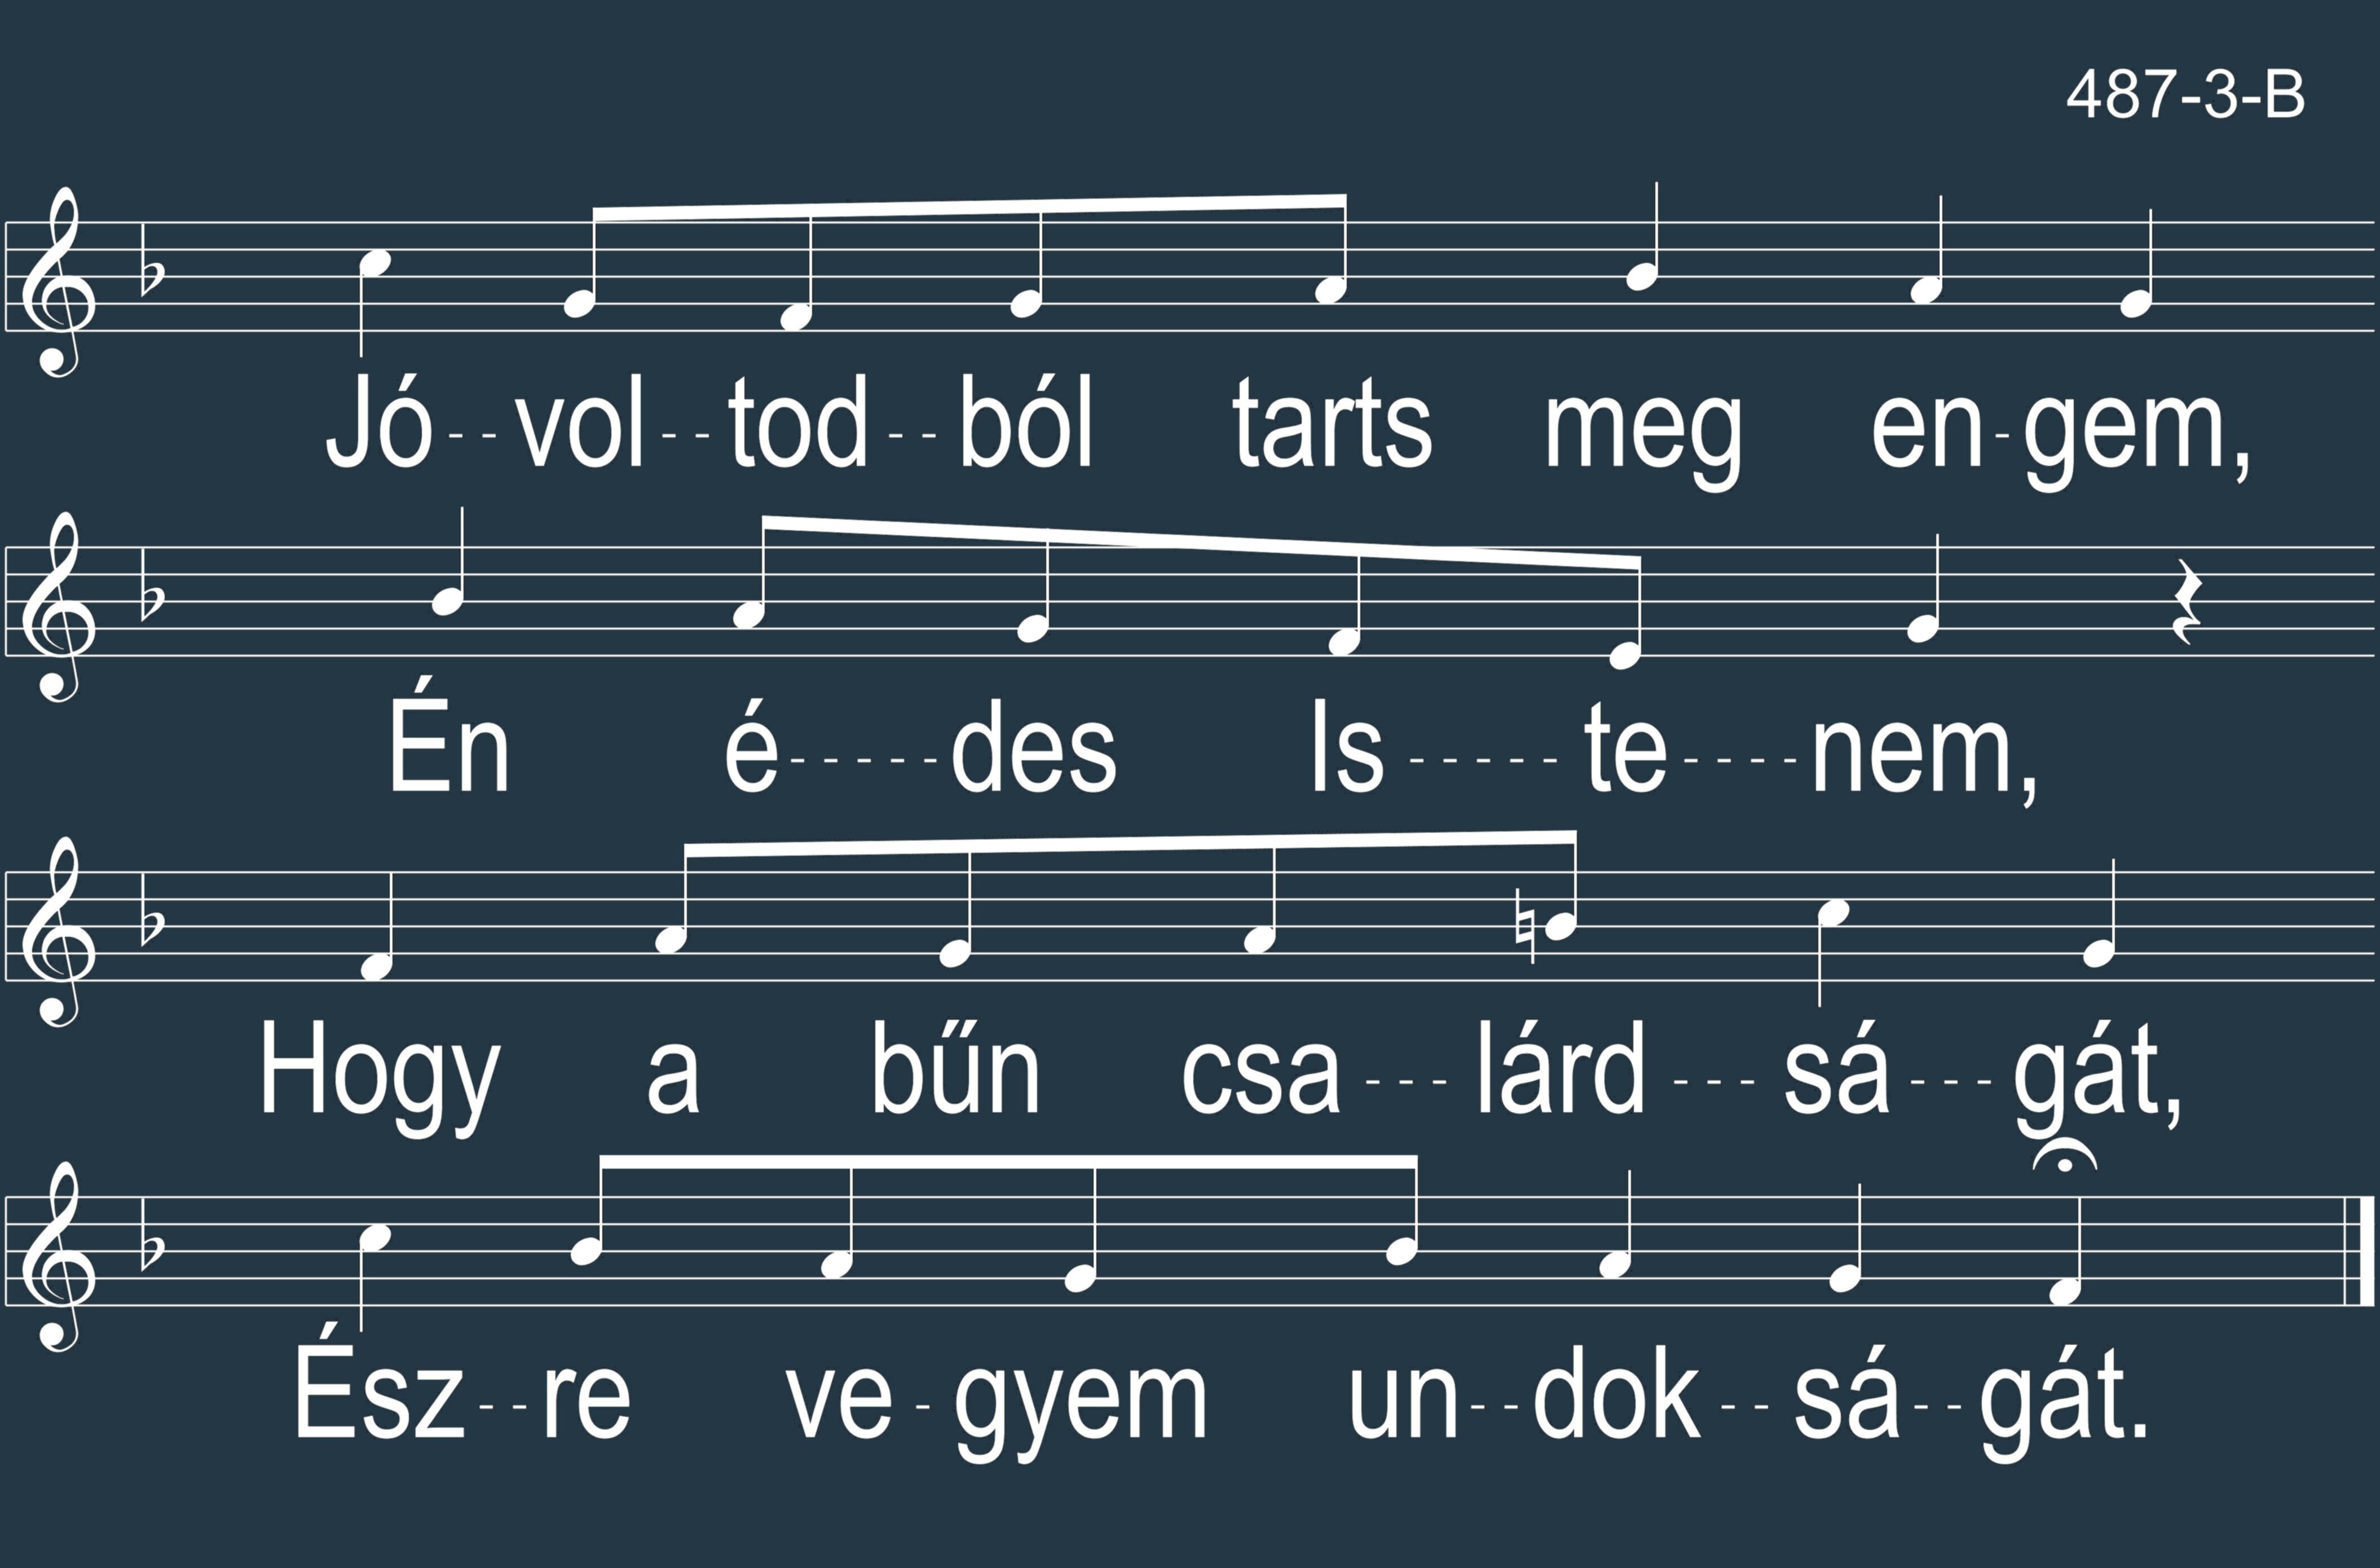 487-3-B
Jó--vol--tod--ból tarts meg en-gem,
Én é-----des Is-----te----nem,
Hogy a bűn csa---lárd---sá---gát,
Ész--re ve-gyem un--dok--sá--gát.